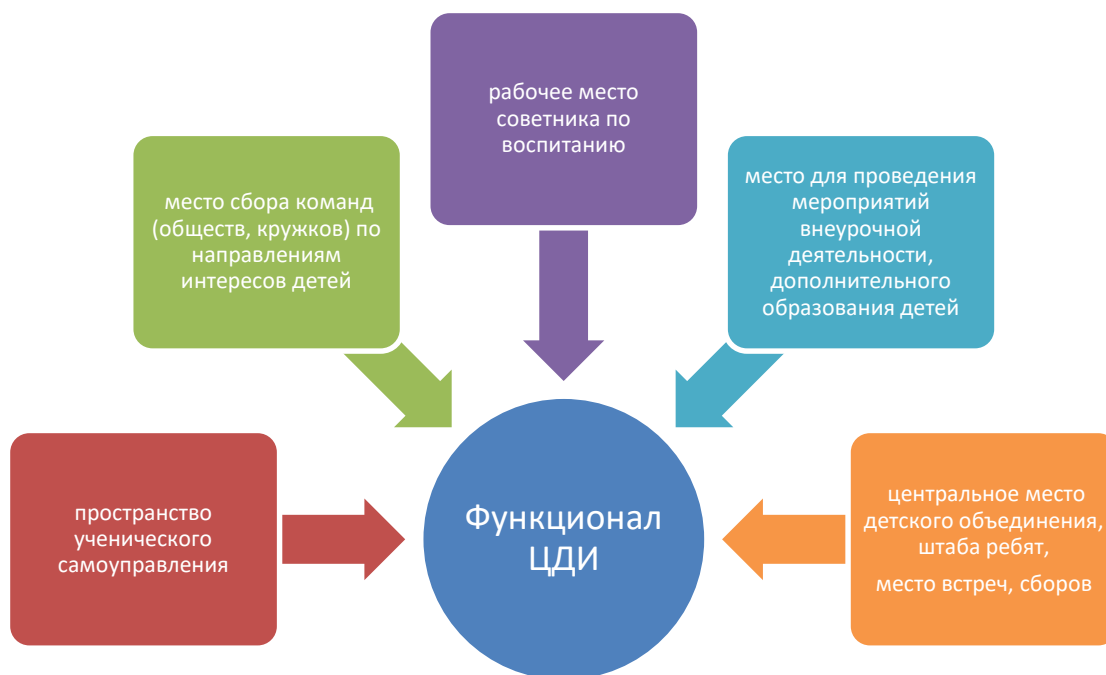 рабочее место
советника по
воспитанию
место сбора команд
(обществ, кружков) по
направлениям
интересов детей
место для проведения
мероприятий
внеурочной
деятельности,
дополнительного
образования детей
пространство
ученического
самоуправления
Функционал
ЦДИ
центральное место
детского объединения,
штаба ребят,
место встреч, сборов